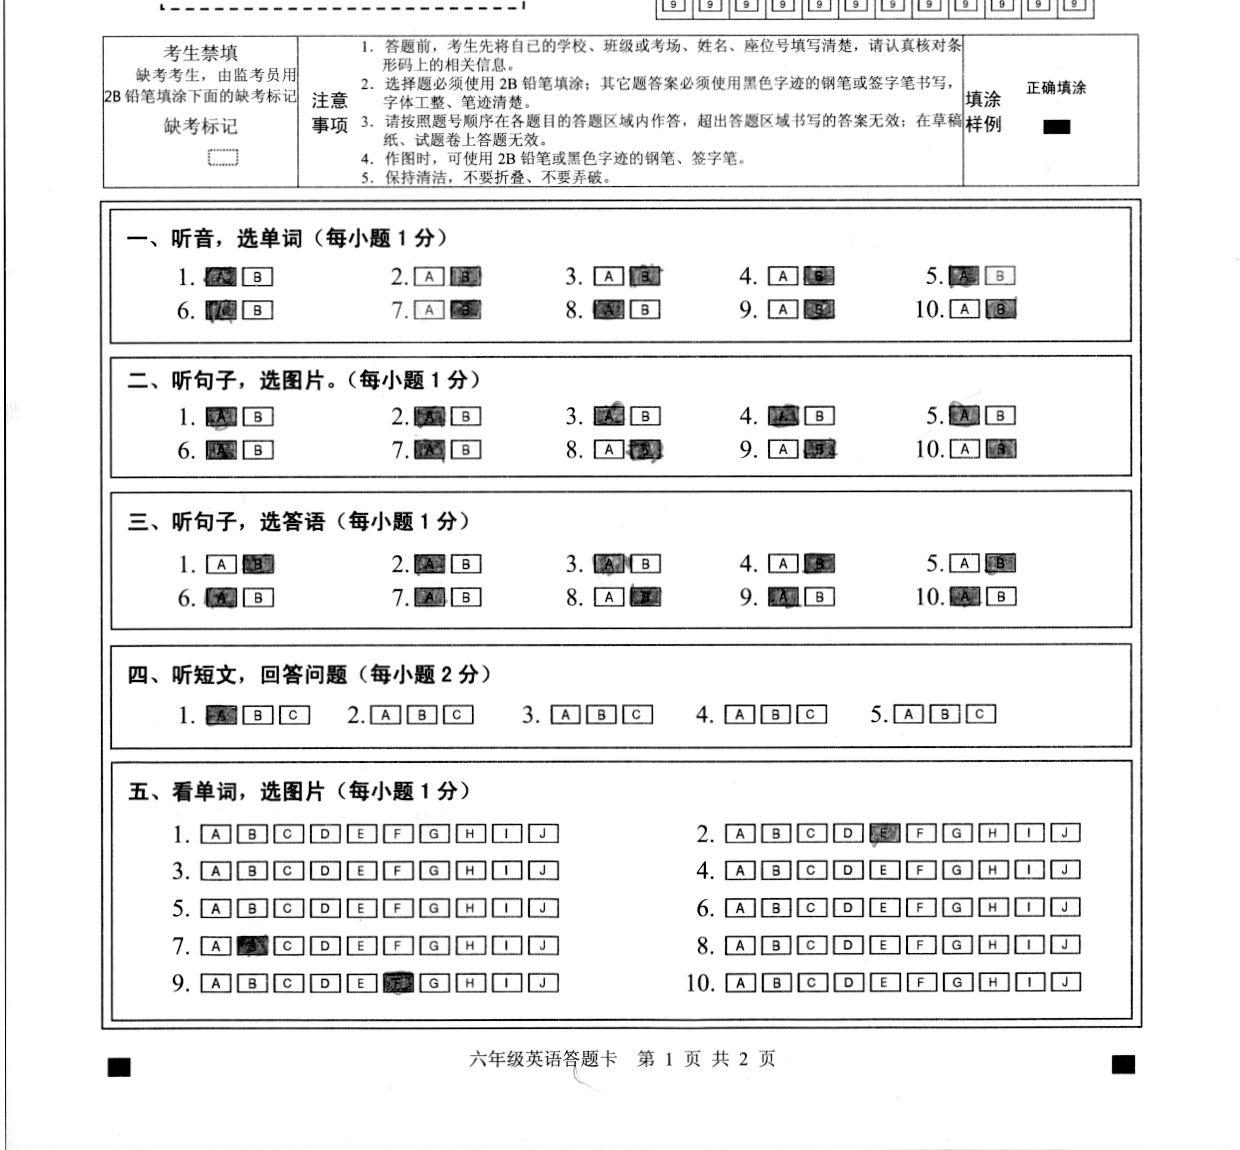 9 9 9 9 9 9 9 9 9 9 9 9
考生禁填
缺考考生，由监考员用
2B 铅笔填涂下面的缺考标记
缺考标记
注意
事项
1. 答题前，考生先将自已的学校、班级或考场、姓名、座位号填写清楚，请认真核对条
形码上的相关信息。
2. 选择题必须使用 2B 铅笔填涂；其它题答案必须使用黑色字迹的钢笔或签字笔书写，
字体工整、笔迹清楚。
3. 请按照题号顺序在各题目的答题区域内作答，超出答题区域书写的答案无效；在草稿
纸、试题卷上答题无效。
4. 作图时，可使用 2B 铅笔或黑色字迹的钢笔、签字笔。
5. 保持清洁，不要折叠、不要弄破。
填涂
样例
正确填涂
一、听音，选单词（每小题 1 分）
1. A B 2. A B 3. A B 4. A B 5. A B
6. A B 7. A B 8. A B 9. A B 10. A B
二、听句子，选图片。（每小题 1 分）
1. A B 2. A B 3. A B 4. A B 5. A B
6. A B 7. A B 8. A B 9. A B 10. A B
三、听句子，选答语（每小题 1 分）
1. A B 2. A B 3. A B 4. A B 5. A B
6. A B 7. A B 8. A B 9. A B 10. A B
四、听短文，回答问题（每小题 2 分）
1. A B C 2. A B C 3. A B C 4. A B C 5. A B C
五、看单词，选图片（每小题 1 分）
1. A B C D E F G H I J 2. A B C D E F G H I J
3. A B C D E F G H I J 4. A B C D E F G H I J
5. A B C D E F G H I J 6. A B C D E F G H I J
7. A B C D E F G H I J 8. A B C D E F G H I J
9. A B C D E F G H I J 10. A B C D E F G H I J
六年级英语答题卡 第 1 页 共 2 页